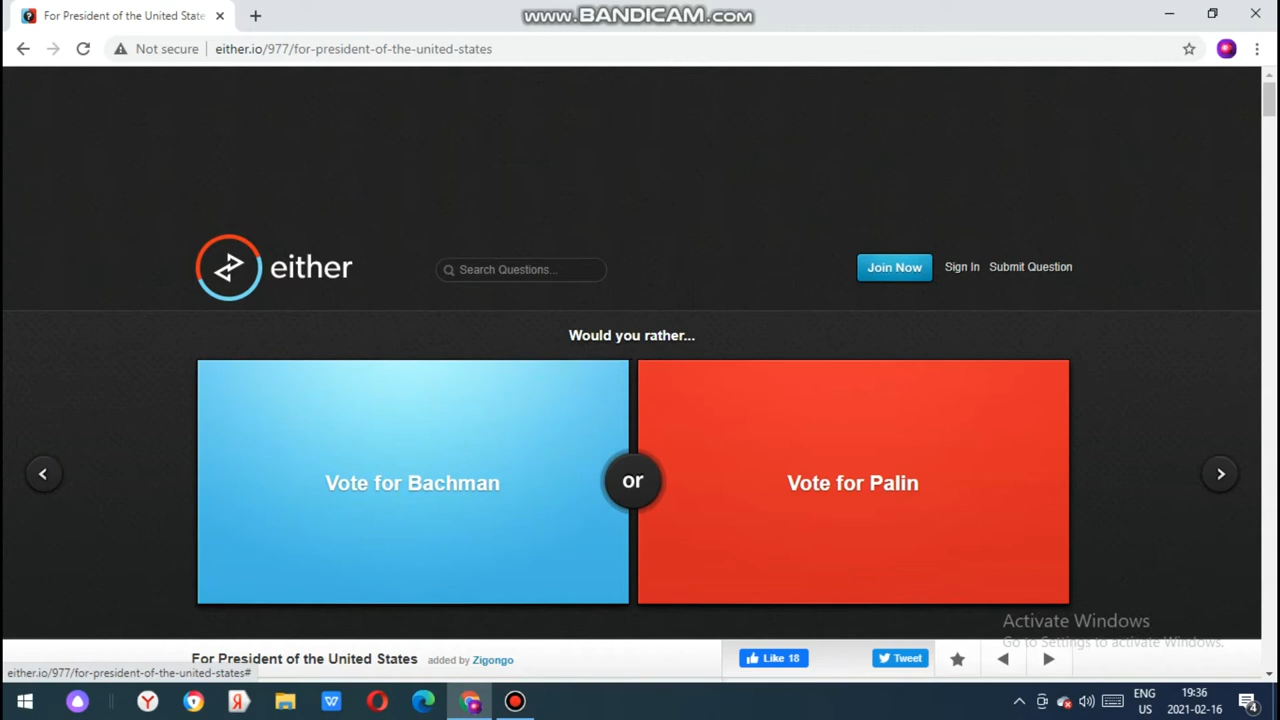 For President of the United State
www.BANDICAM.com
Not secure
either.io/977/for-president-of-the-united-states
either
Search Questions...
Join Now
Sign In
Submit Question
Would you rather...
Vote for Bachman
or
Vote for Palin
Activate Windows
Go to Settings to activate Windows.
For President of the United States
added by Zigongo
Like 18
Tweet
either.io/977/for-president-of-the-united-states#
ENG
US
19:36
2021-02-16
4